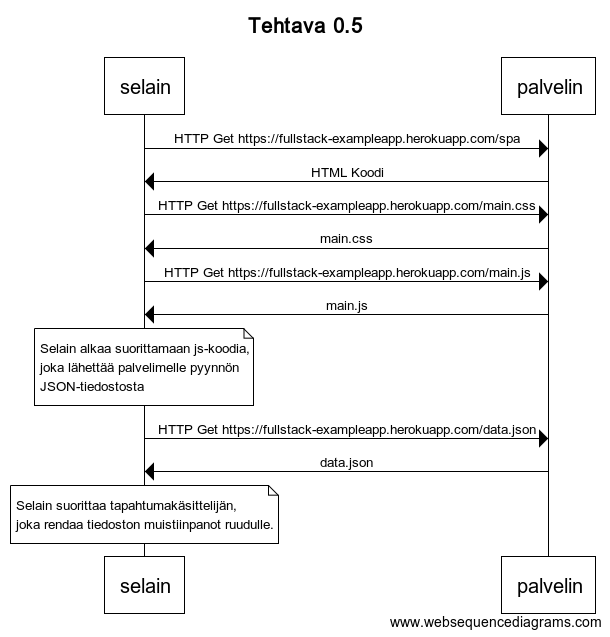 Tehtava 0.5
selain
palvelin
HTTP Get https://fullstack-exampleapp.herokuapp.com/spa
HTML Koodi
HTTP Get https://fullstack-exampleapp.herokuapp.com/main.css
main.css
HTTP Get https://fullstack-exampleapp.herokuapp.com/main.js
main.js
Selain alkaa suorittamaan js-koodia,
joka lähettää palvelimelle pyynnön
JSON-tiedostosta
HTTP Get https://fullstack-exampleapp.herokuapp.com/data.json
data.json
Selain suorittaa tapahtumakäsittelijän,
joka rendaa tiedoston muistiinpanot ruudulle.
selain
palvelin
www.websequencediagrams.com